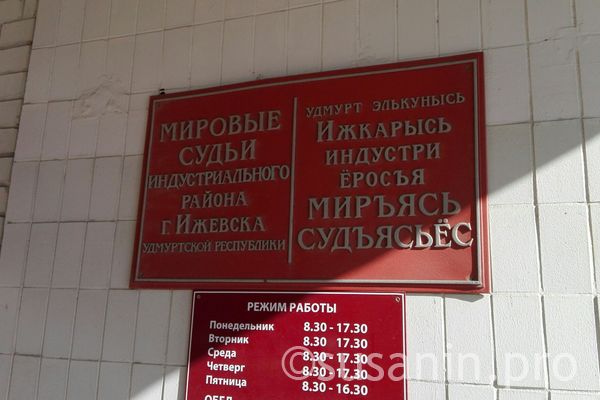 МИРОВЫЕ
СУДЬИ
ИНДУСТРИАЛЬНОГО
РАЙОНА
Г. ИЖЕВСКА
УДМУРТСКОЙ РЕСПУБЛИКИ
УДМУРТ ЭЛЬКУНЫСЬ
ИЖКАРЫСЬ
ИНДУСТРИ
ЁРОСЪЯ
МИРЪЯСЬ
СУДЪЯСЬЁС
РЕЖИМ РАБОТЫ
Понедельник 8.30 - 17.30
Вторник 8.30 17.30
Среда 8.30 - 17.30
Четверг 8.30 - 17.30
Пятница 8.30 - 16.30
ОБЕД
©susanin.pro